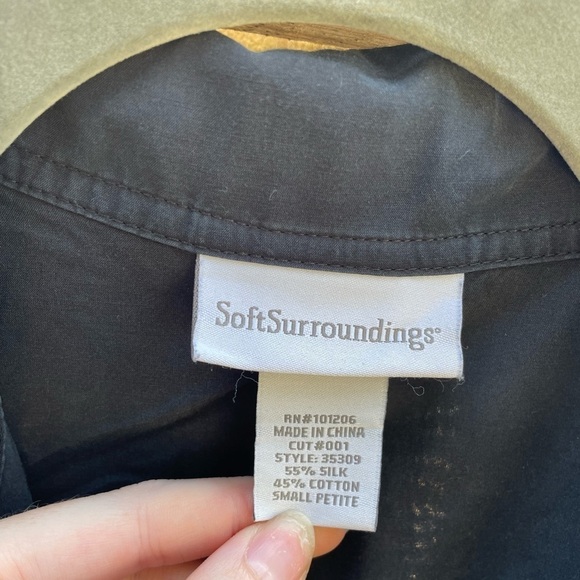 SoftSurroundings®
RN#101206
MADE IN CHINA
CUT#001
STYLE: 35309
55% SILK
45% COTTON
SMALL PETITE